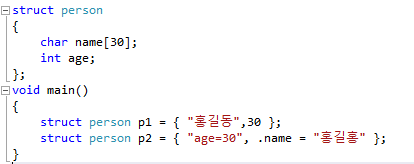 struct person
{
    char name[30];
    int age;
};
void main()
{
    struct person p1 = { "홍길동",30 };
    struct person p2 = { "age=30", .name = "홍길홍" };
}